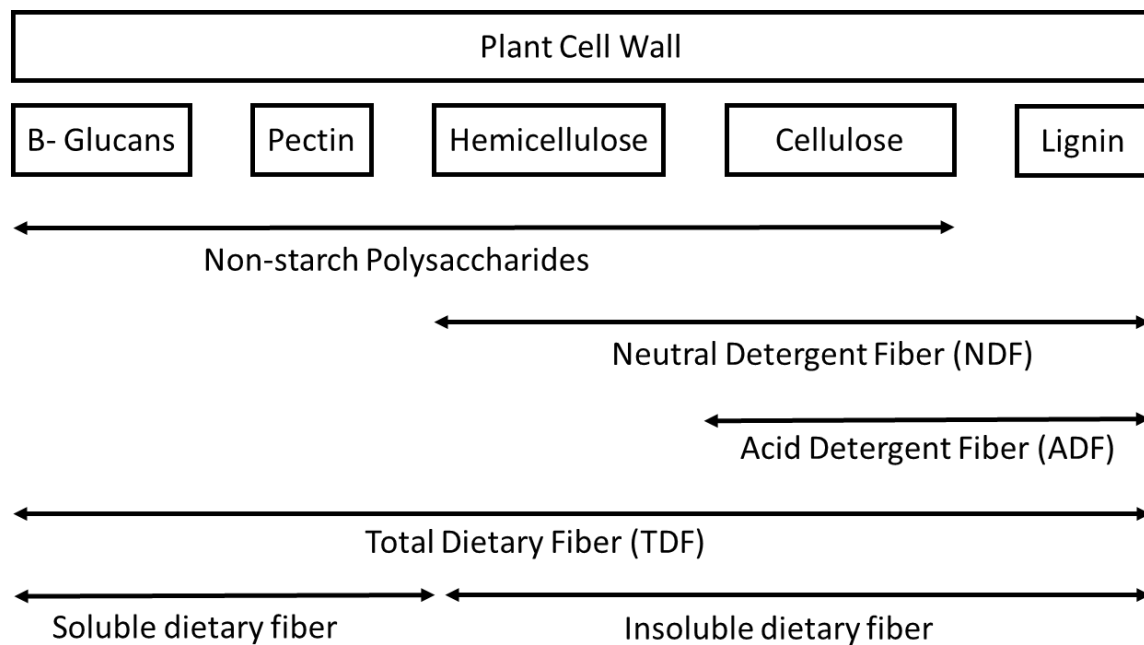 Plant Cell Wall
B- Glucans Pectin Hemicellulose Cellulose Lignin
Non-starch Polysaccharides
Neutral Detergent Fiber (NDF)
Acid Detergent Fiber (ADF)
Total Dietary Fiber (TDF)
Soluble dietary fiber Insoluble dietary fiber